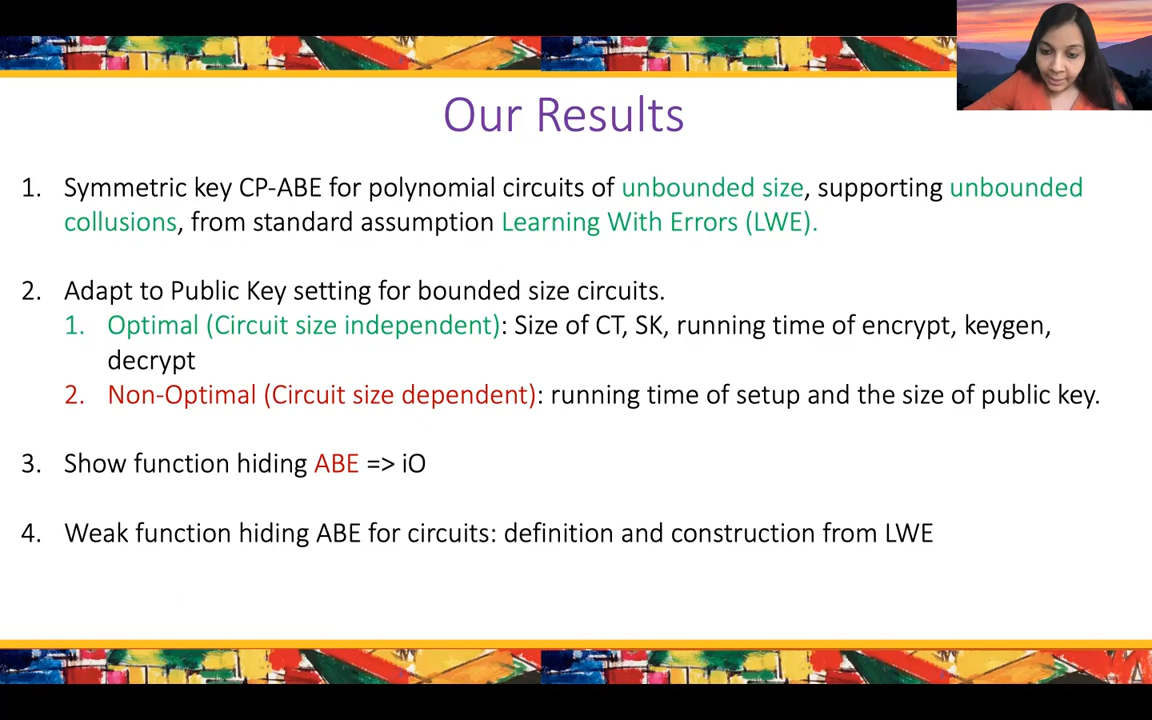 Our Results
1. Symmetric key CP-ABE for polynomial circuits of unbounded size, supporting unbounded
collusions, from standard assumption Learning With Errors (LWE).
2. Adapt to Public Key setting for bounded size circuits.
1. Optimal (Circuit size independent): Size of CT, SK, running time of encrypt, keygen,
decrypt
2. Non-Optimal (Circuit size dependent): running time of setup and the size of public key.
3. Show function hiding ABE => iO
4. Weak function hiding ABE for circuits: definition and construction from LWE